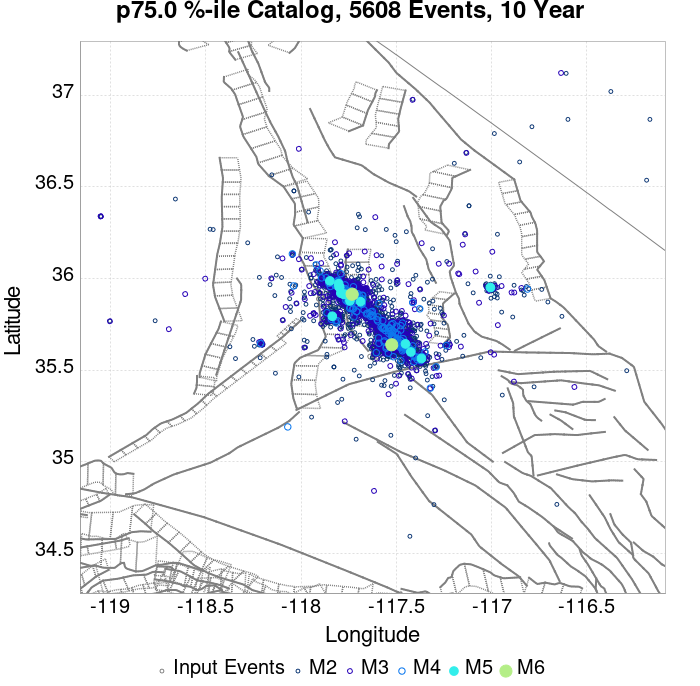 p75.0 %-ile Catalog, 5608 Events, 10 Year
37
36.5
36
35.5
35
34.5
Latitude
-119 -118.5 -118 -117.5 -117 -116.5
Longitude
Input Events M2 M3 M4 M5 M6